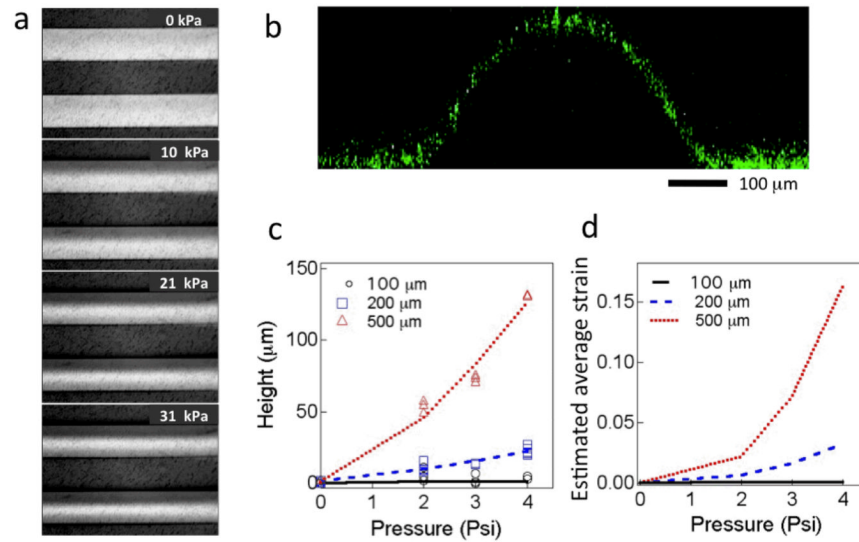 a
0 kPa
10 kPa
21 kPa
31 kPa
b
100 μm
c
150
100
50
0
Height (μm)
100 μm
200 μm
500 μm
0 1 2 3 4
Pressure (Psi)
d
0.15
0.10
0.05
0.00
Estimated average strain
100 μm
200 μm
500 μm
0 1 2 3 4
Pressure (Psi)